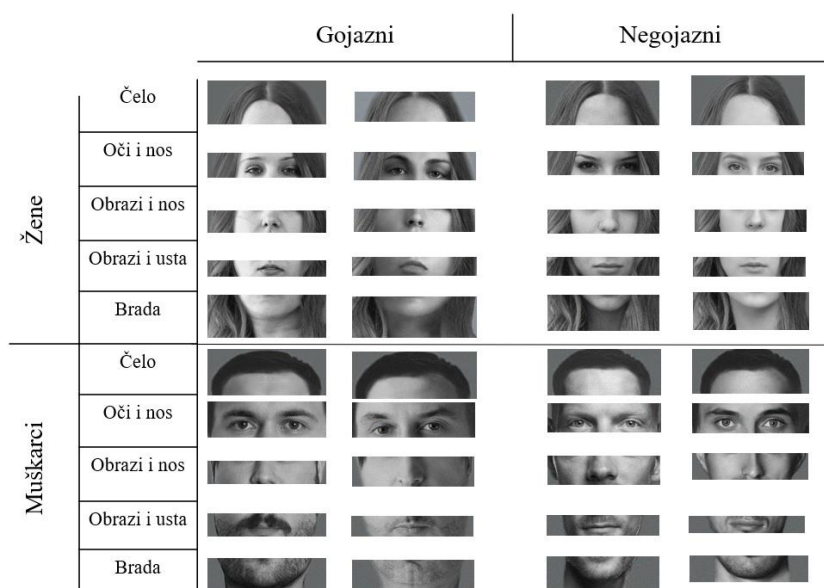 Gojazni
Negojazni
Žene
Čelo
Oči i nos
Obrazi i nos
Obrazi i usta
Brada
Muškarci
Čelo
Oči i nos
Obrazi i nos
Obrazi i usta
Brada